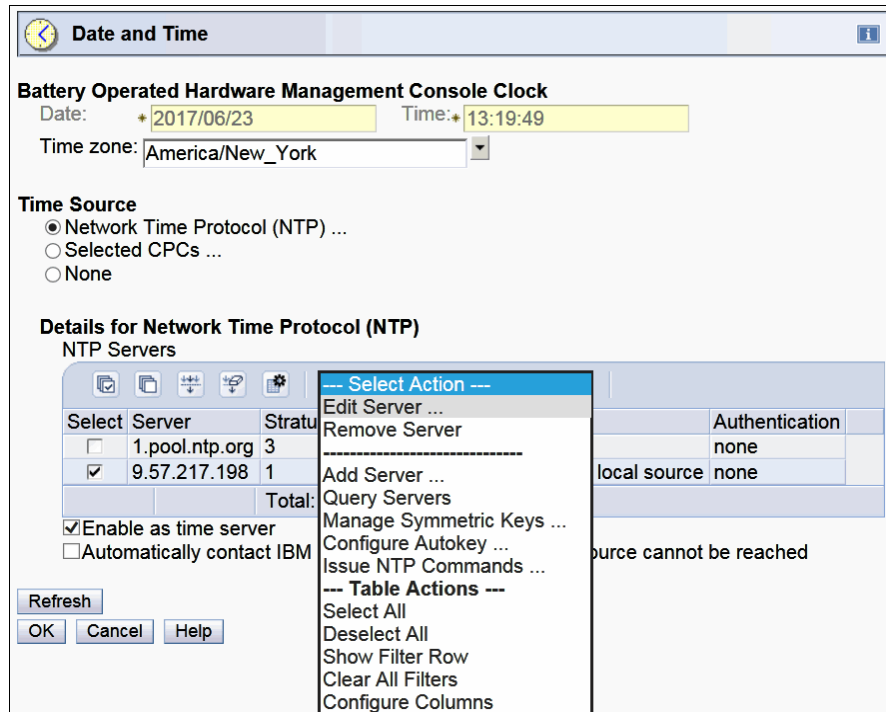 Date and Time
Battery Operated Hardware Management Console Clock
Date: 2017/06/23 Time: 13:19:49
Time zone: America/New_York
Time Source
Network Time Protocol (NTP) ...
Selected CPCs ...
None
Details for Network Time Protocol (NTP)
NTP Servers
--- Select Action ---
Edit Server ...
Remove Server
-----------------------------
Add Server ...
Query Servers
Manage Symmetric Keys ...
Configure Autokey ...
Issue NTP Commands ...
--- Table Actions ---
Select All
Deselect All
Show Filter Row
Clear All Filters
Configure Columns
Select Server Authentication
1.pool.ntp.org 3 none
9.57.217.198 1 local source none
Total:
Enable as time server
Automatically contact IBM cannot be reached
Refresh
OK Cancel Help